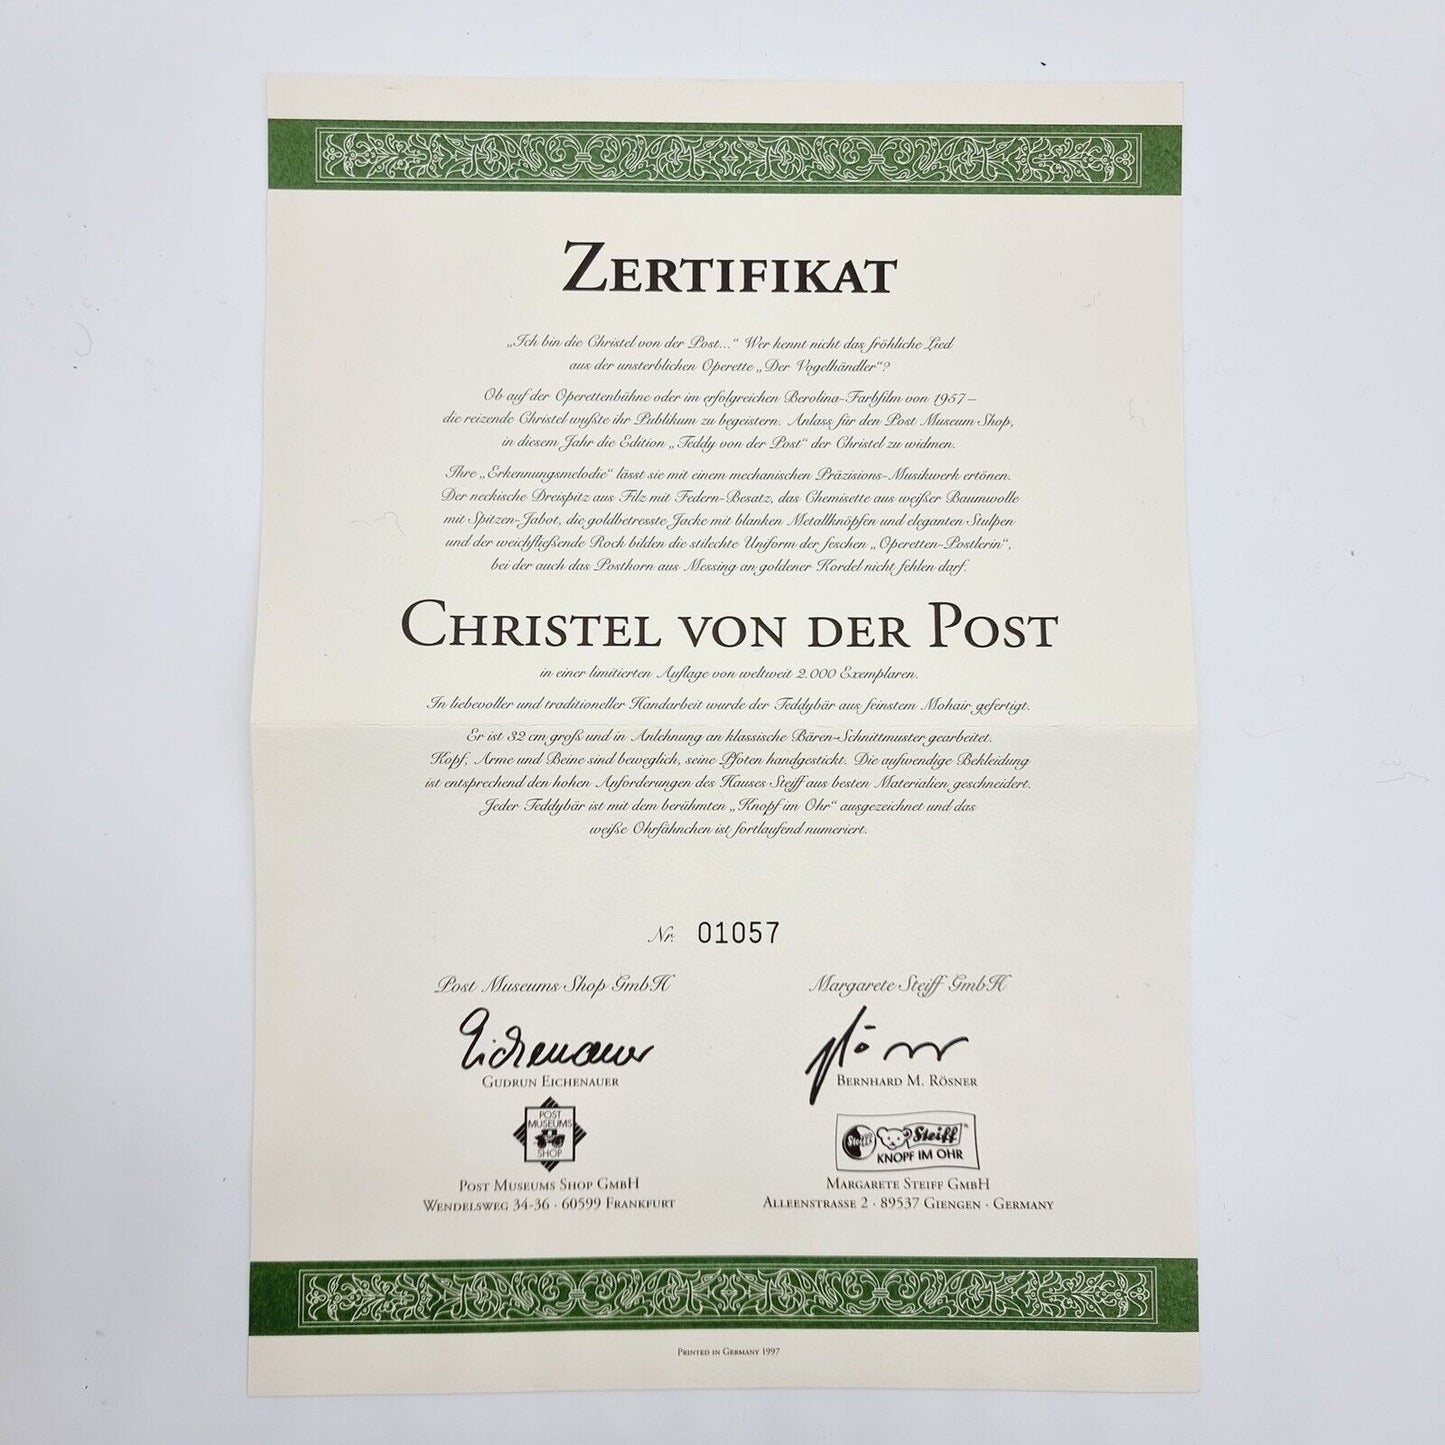 ZERTIFIKAT
„Ich bin die Christel von der Post..." Wer kennt nicht das fröhliche Lied
aus der unsterblichen Operette „Der Vogelhändler"?
Ob auf der Operettenbühne oder im erfolgreichen Berolina-Farbfilm von 1957 –
die reizende Christel wußte ihr Publikum zu begeistern. Anlass für den Post Museum Shop,
in diesem Jahr die Edition „Teddy von der Post" der Christel zu widmen.
Ihre „Erkennungsmelodie" lässt sie mit einem mechanischen Präzisions-Musikwerk ertönen.
Der neckische Dreispitz aus Filz mit Federn-Besatz, das Chemisette aus weißer Baumwolle
mit Spitzen-Jabot, die goldbetresste Jacke mit blanken Metallknöpfen und eleganten Stulpen
und der weichfließende Rock bilden die stilechte Uniform der feschen „Operetten-Postlerin",
bei der auch das Posthorn aus Messing an goldener Kordel nicht fehlen darf.
CHRISTEL VON DER POST
in einer limitierten Auflage von weltweit 2.000 Exemplaren.
In liebevoller und traditioneller Handarbeit wurde der Teddybär aus feinstem Mohair gefertigt.
Er ist 32 cm groß und in Anlehnung an klassische Bären-Schnittmuster gearbeitet.
Kopf, Arme und Beine sind beweglich, seine Pfoten handgestickt. Die aufwendige Bekleidung
ist entsprechend den hohen Anforderungen des Hauses Steiff aus besten Materialien geschneidert.
Jeder Teddybär ist mit dem berühmten „Knopf im Ohr" ausgezeichnet und das
weiße Ohrfähnchen ist fortlaufend numeriert.
Nr. 01057
Post Museums Shop GmbH
Margarete Steiff GmbH
Eichenauer
GUDRUN EICHENAUER
BERNHARD M. RÖSNER
POST
MUSEUMS
SHOP
Steiff
Steiff®
KNOPF IM OHR
POST MUSEUMS SHOP GMBH
WENDELSWEG 34-36 · 60599 FRANKFURT
MARGARETE STEIFF GMBH
ALLEENSTRASSE 2 · 89537 GIENGEN · GERMANY
PRINTED IN GERMANY 1997